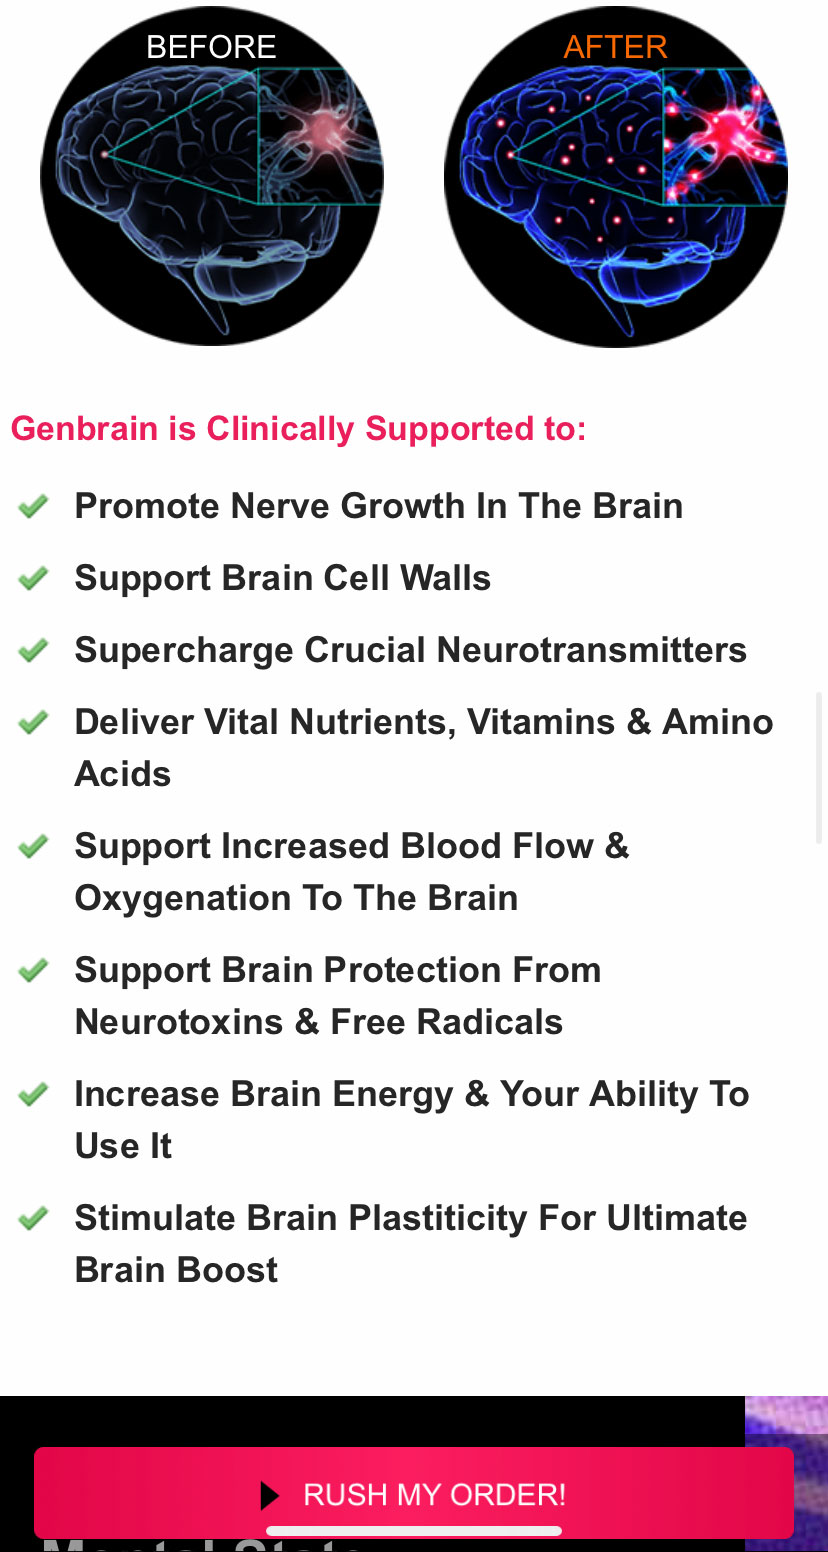 BEFORE
AFTER
Genbrain is Clinically Supported to:
Promote Nerve Growth In The Brain
Support Brain Cell Walls
Supercharge Crucial Neurotransmitters
Deliver Vital Nutrients, Vitamins & Amino
Acids
Support Increased Blood Flow &
Oxygenation To The Brain
Support Brain Protection From
Neurotoxins & Free Radicals
Increase Brain Energy & Your Ability To
Use It
Stimulate Brain Plastiticity For Ultimate
Brain Boost
RUSH MY ORDER!
Mental State